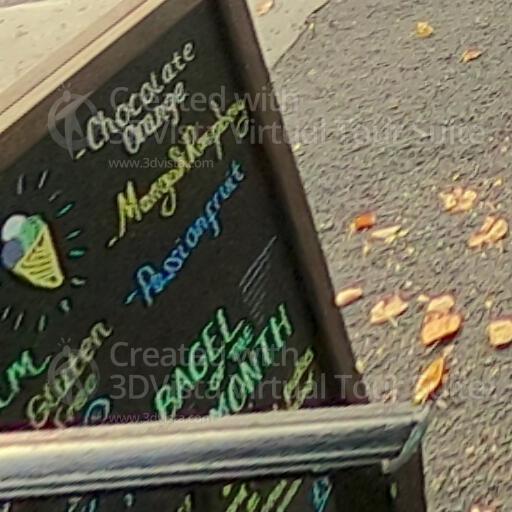 -Chocolate
Orange
-Mango&Raspberry
-Passionfruit
Gluten
free
BAGEL
OF THE
MONTH
Created with
3DVista Virtual Tour Suite
www.3dvista.com
Created with
3DVista Virtual Tour Suite
www.3dvista.com